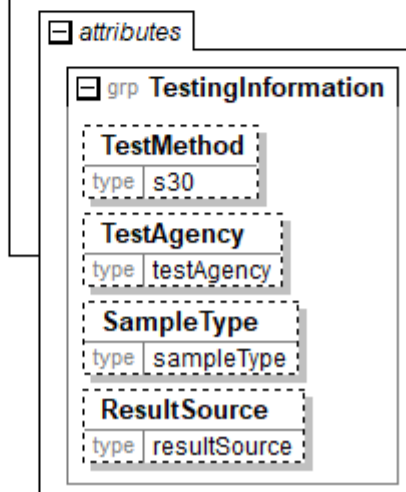 attributes
grp TestingInformation
TestMethod
type s30
TestAgency
type testAgency
SampleType
type sampleType
ResultSource
type resultSource